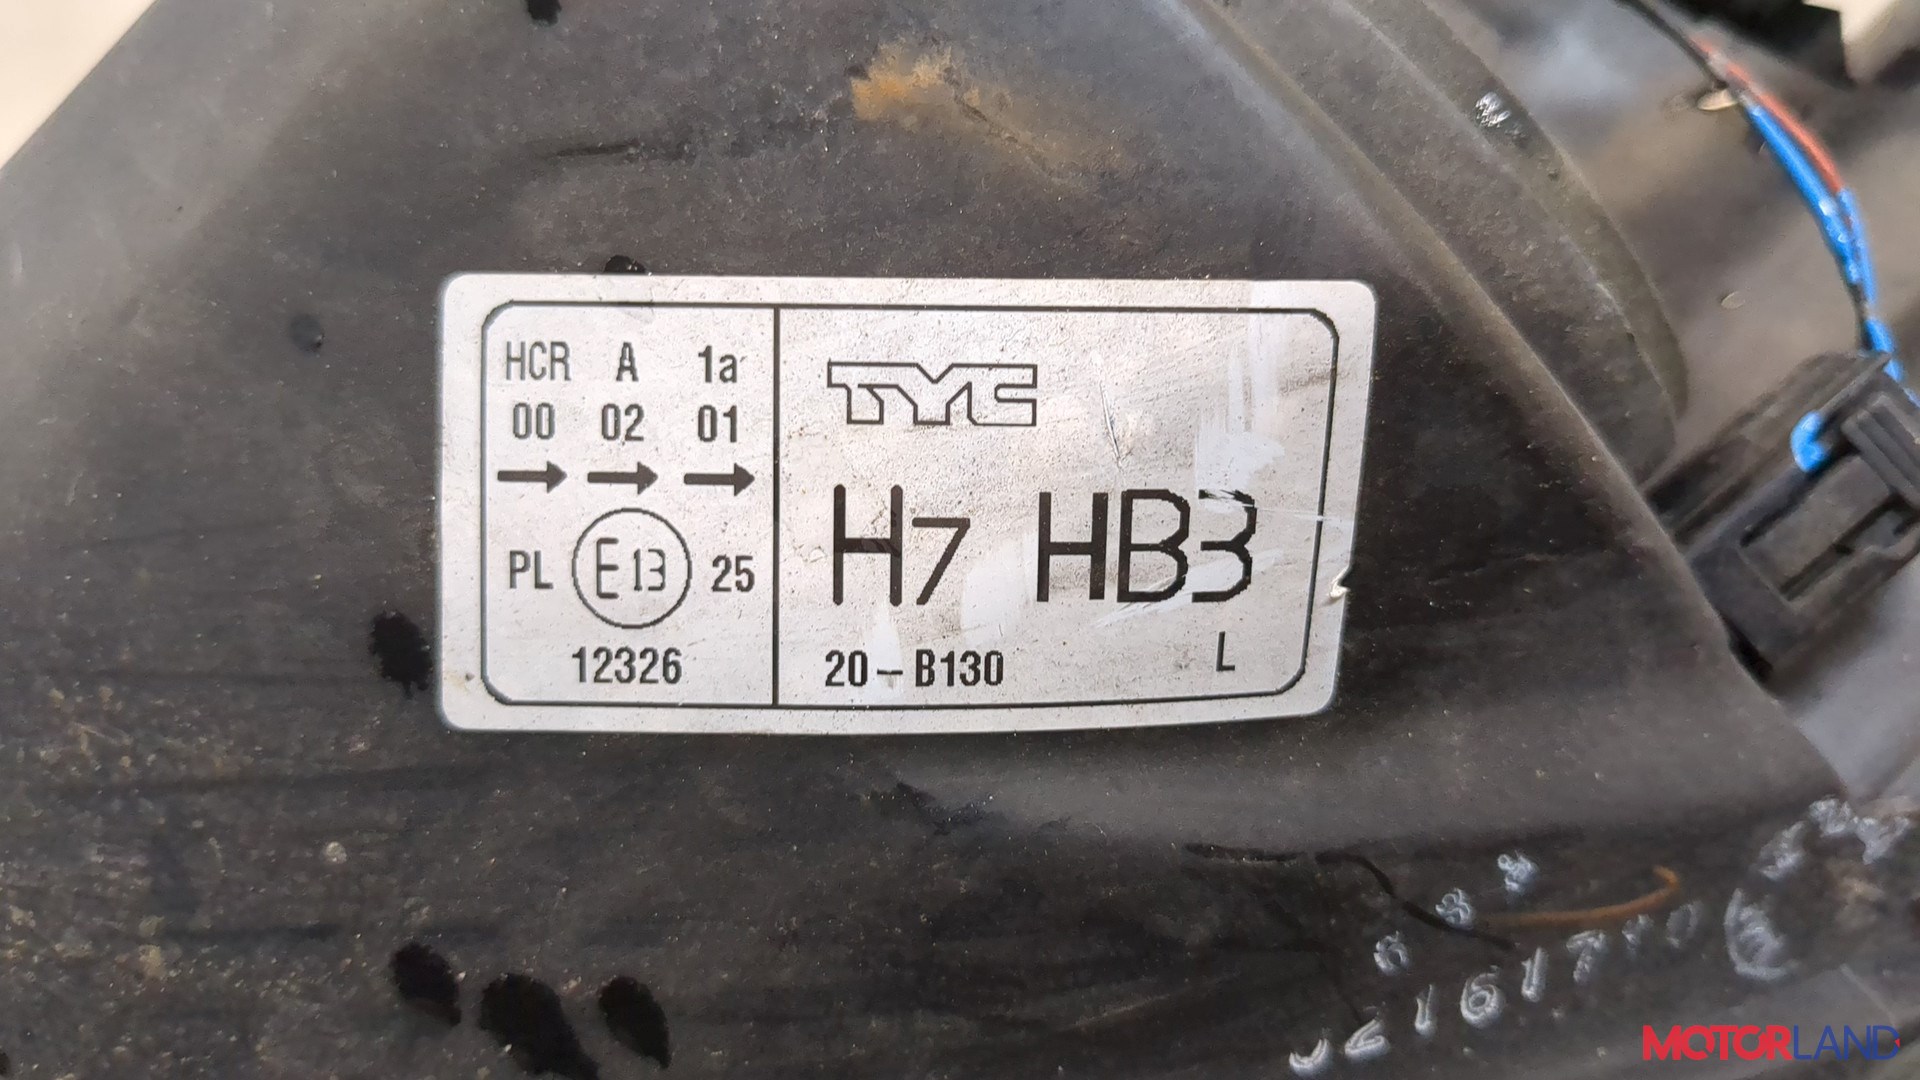 HCR A 1a
00 02 01
PL E13 25
12326
TYC
H7 HB3
20-B130 L
MOTORLAND